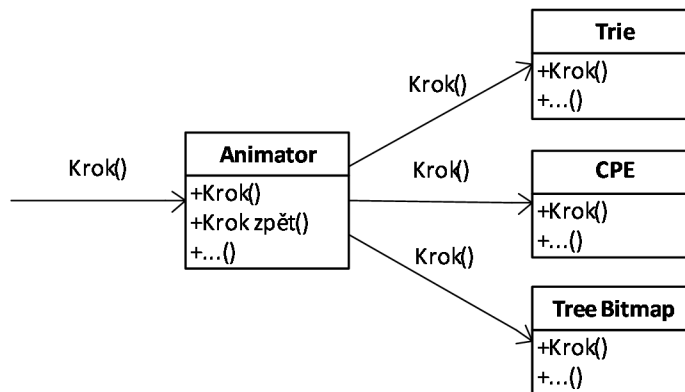 Krok()
Animator
+Krok()
+Krok zpět()
+...()
Krok()
Krok()
Krok()
Trie
+Krok()
+...()
CPE
+Krok()
+...()
Tree Bitmap
+Krok()
+...()